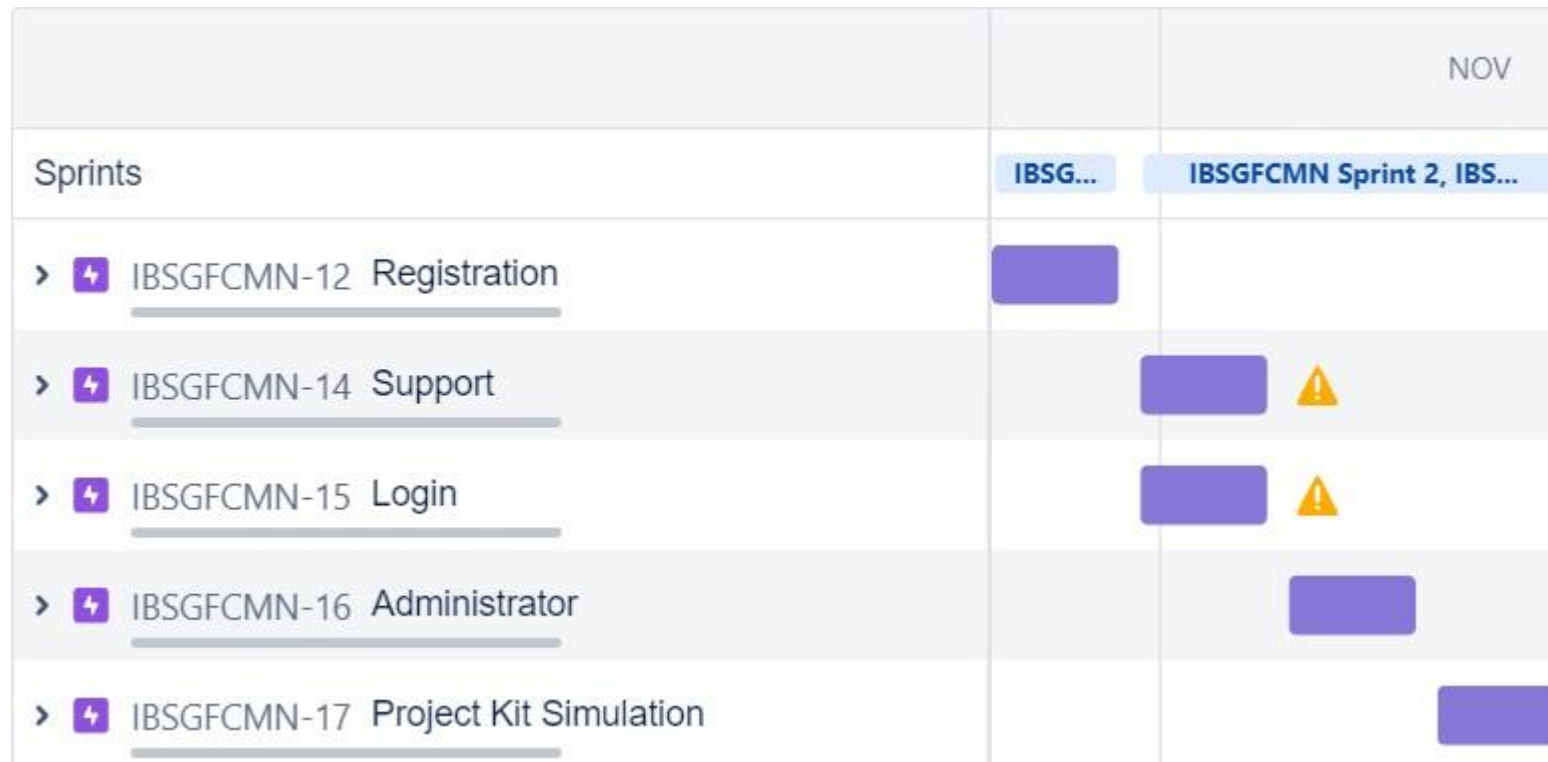 NOV
Sprints IBSG... IBSGFCMN Sprint 2, IBS...
IBSGFCMN-12 Registration
IBSGFCMN-14 Support
IBSGFCMN-15 Login
IBSGFCMN-16 Administrator
IBSGFCMN-17 Project Kit Simulation